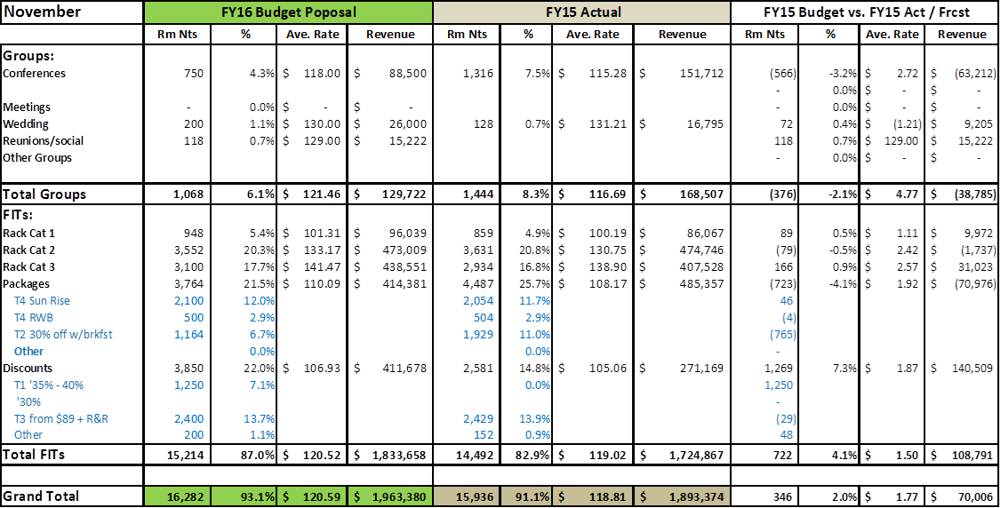 November FY16 Budget Poposal FY15 Actual FY15 Budget vs. FY15 Act / Frcst
Rm Nts % Ave. Rate Revenue Rm Nts % Ave. Rate Revenue Rm Nts % Ave. Rate Revenue
Groups:
Conferences 750 4.3% $ 118.00 $ 88,500 1,316 7.5% $ 115.28 $ 151,712 (566) -3.2% $ 2.72 $ (63,212)
- 0.0% $ - $ -
Meetings - 0.0% $ - $ - - 0.0% $ - $ -
Wedding 200 1.1% $ 130.00 $ 26,000 128 0.7% $ 131.21 $ 16,795 72 0.4% $ (1.21) $ 9,205
Reunions/social 118 0.7% $ 129.00 $ 15,222 118 0.7% $ 129.00 $ 15,222
Other Groups - 0.0% $ - $ -
Total Groups 1,068 6.1% $ 121.46 $ 129,722 1,444 8.3% $ 116.69 $ 168,507 (376) -2.1% $ 4.77 $ (38,785)
FITs:
Rack Cat 1 948 5.4% $ 101.31 $ 96,039 859 4.9% $ 100.19 $ 86,067 89 0.5% $ 1.11 $ 9,972
Rack Cat 2 3,552 20.3% $ 133.17 $ 473,009 3,631 20.8% $ 130.75 $ 474,746 (79) -0.5% $ 2.42 $ (1,737)
Rack Cat 3 3,100 17.7% $ 141.47 $ 438,551 2,934 16.8% $ 138.90 $ 407,528 166 0.9% $ 2.57 $ 31,023
Packages 3,764 21.5% $ 110.09 $ 414,381 4,487 25.7% $ 108.17 $ 485,357 (723) -4.1% $ 1.92 $ (70,976)
T4 Sun Rise 2,100 12.0% 2,054 11.7% 46
T4 RWB 500 2.9% 504 2.9% (4)
T2 30% off w/brkfst 1,164 6.7% 1,929 11.0% (765)
Other 0.0% 0.0% -
Discounts 3,850 22.0% $ 106.93 $ 411,678 2,581 14.8% $ 105.06 $ 271,169 1,269 7.3% $ 1.87 $ 140,509
T1 '35% - 40% 1,250 7.1% 0.0% 1,250
'30% -
T3 from $89 + R&R 2,400 13.7% 2,429 13.9% (29)
Other 200 1.1% 152 0.9% 48
Total FITs 15,214 87.0% $ 120.52 $ 1,833,658 14,492 82.9% $ 119.02 $ 1,724,867 722 4.1% $ 1.50 $ 108,791
Grand Total 16,282 93.1% $ 120.59 $ 1,963,380 15,936 91.1% $ 118.81 $ 1,893,374 346 2.0% $ 1.77 $ 70,006